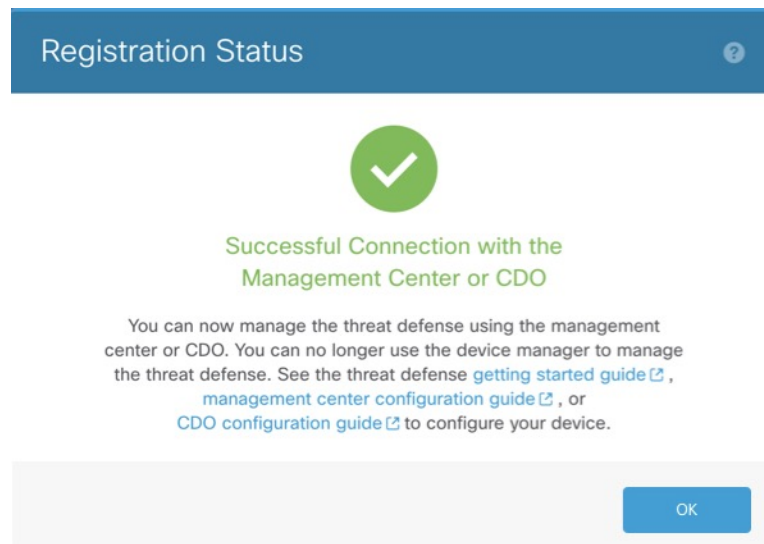 Registration Status
?
Successful Connection with the
Management Center or CDO
You can now manage the threat defense using the management
center or CDO. You can no longer use the device manager to manage
the threat defense. See the threat defense getting started guide ,
management center configuration guide , or
CDO configuration guide to configure your device.
OK